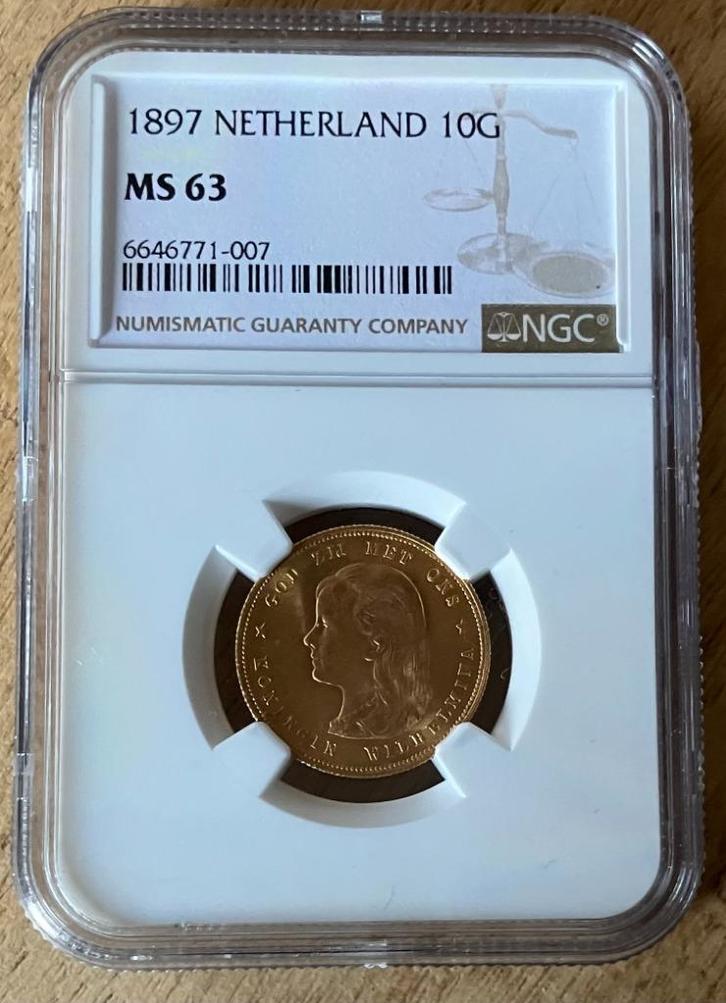 1897 NETHERLAND 10G
MS 63
6646771-007
NUMISMATIC GUARANTY COMPANY
NGC®
GOD ZIJ MET ONS
KONINGIN WILHELMINA